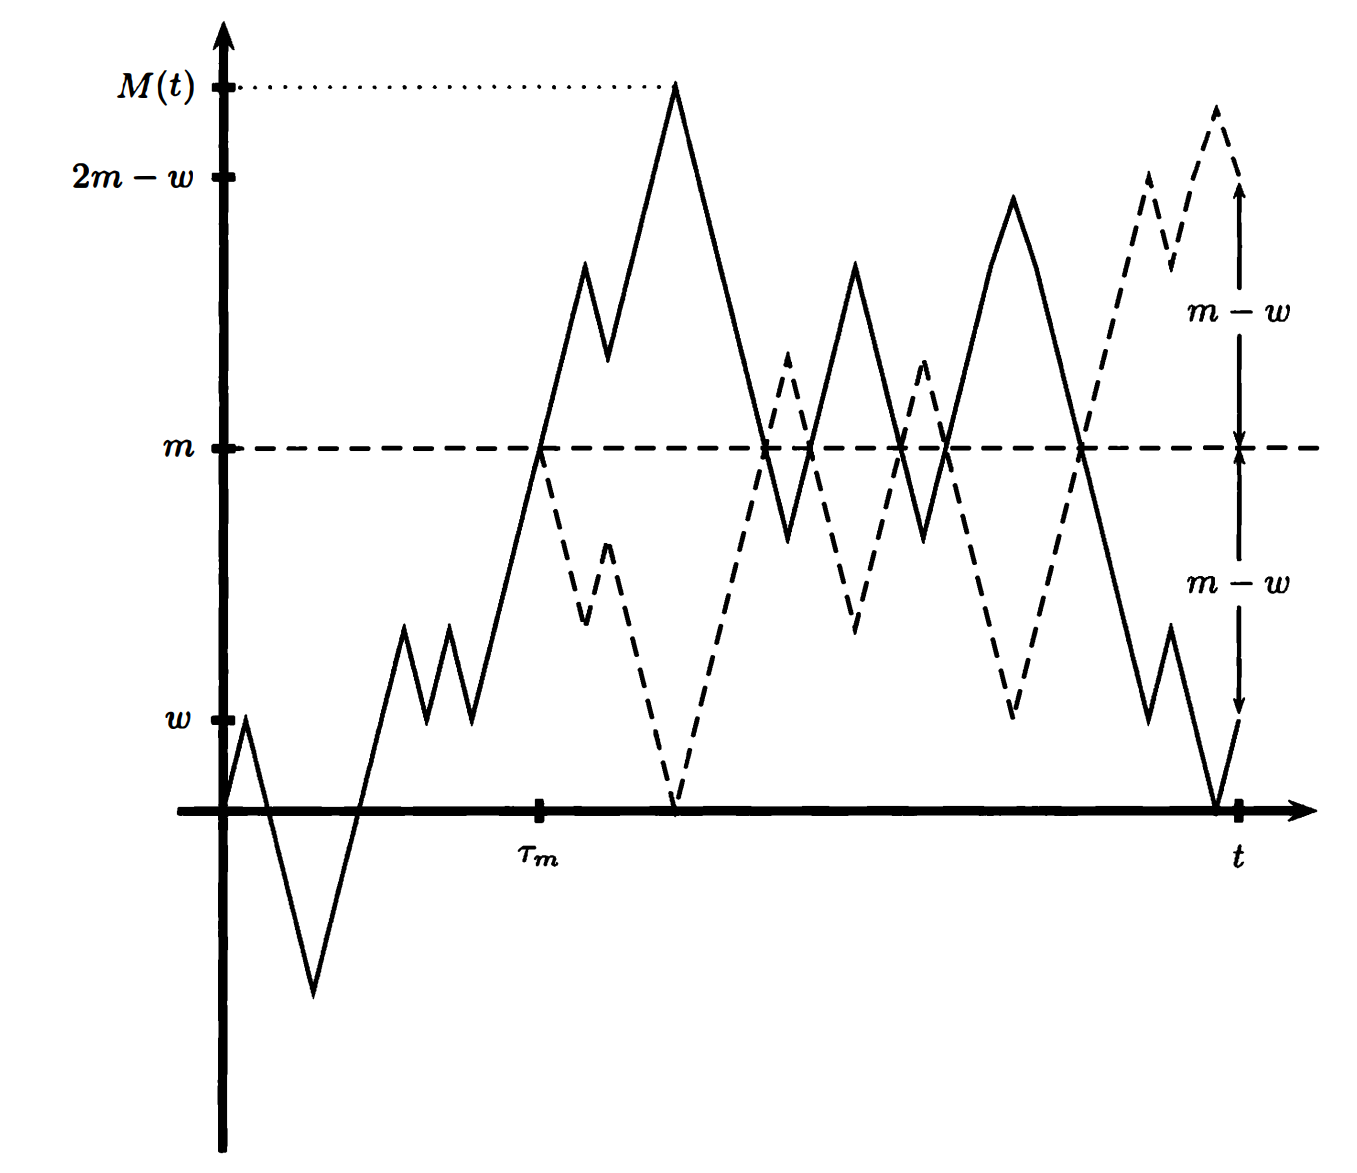 M(t)
2m − w
m − w
m
m − w
w
τₘ
t